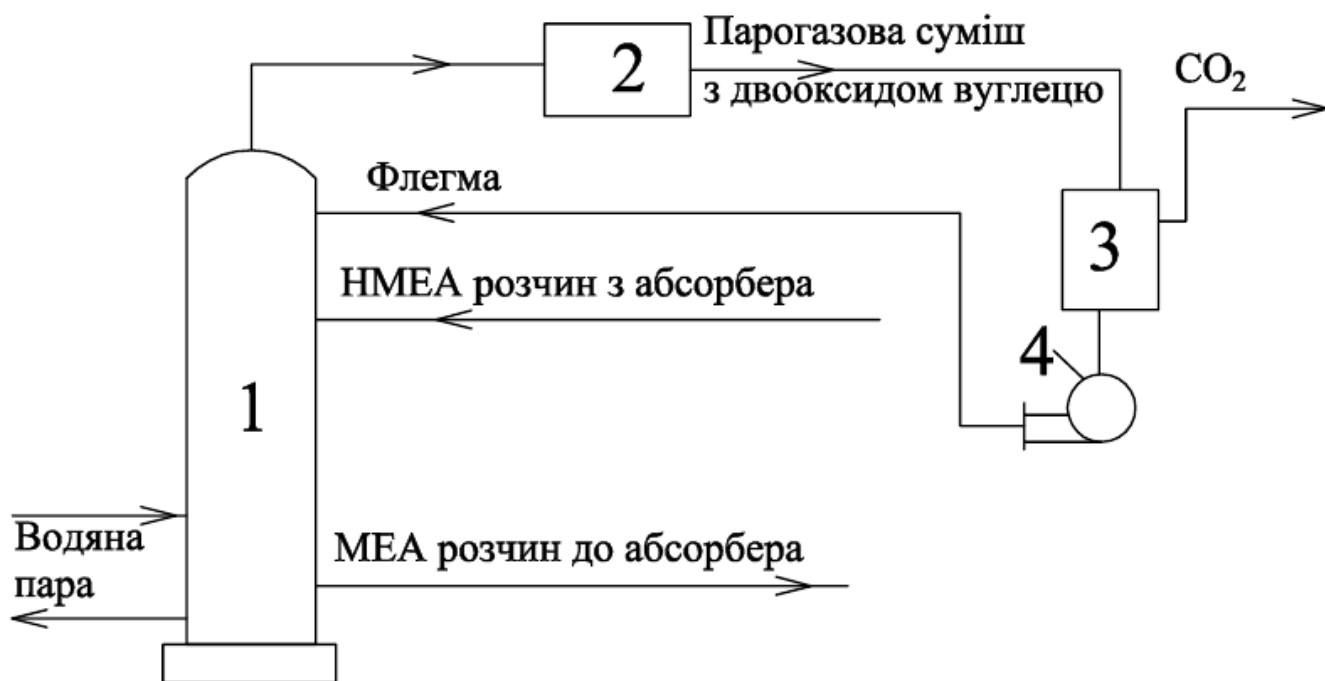 2
Парогазова суміш
з двооксидом вуглецю
CO₂
Флегма
3
НМЕА розчин з абсорбера
4
1
Водяна
пара
МЕА розчин до абсорбера